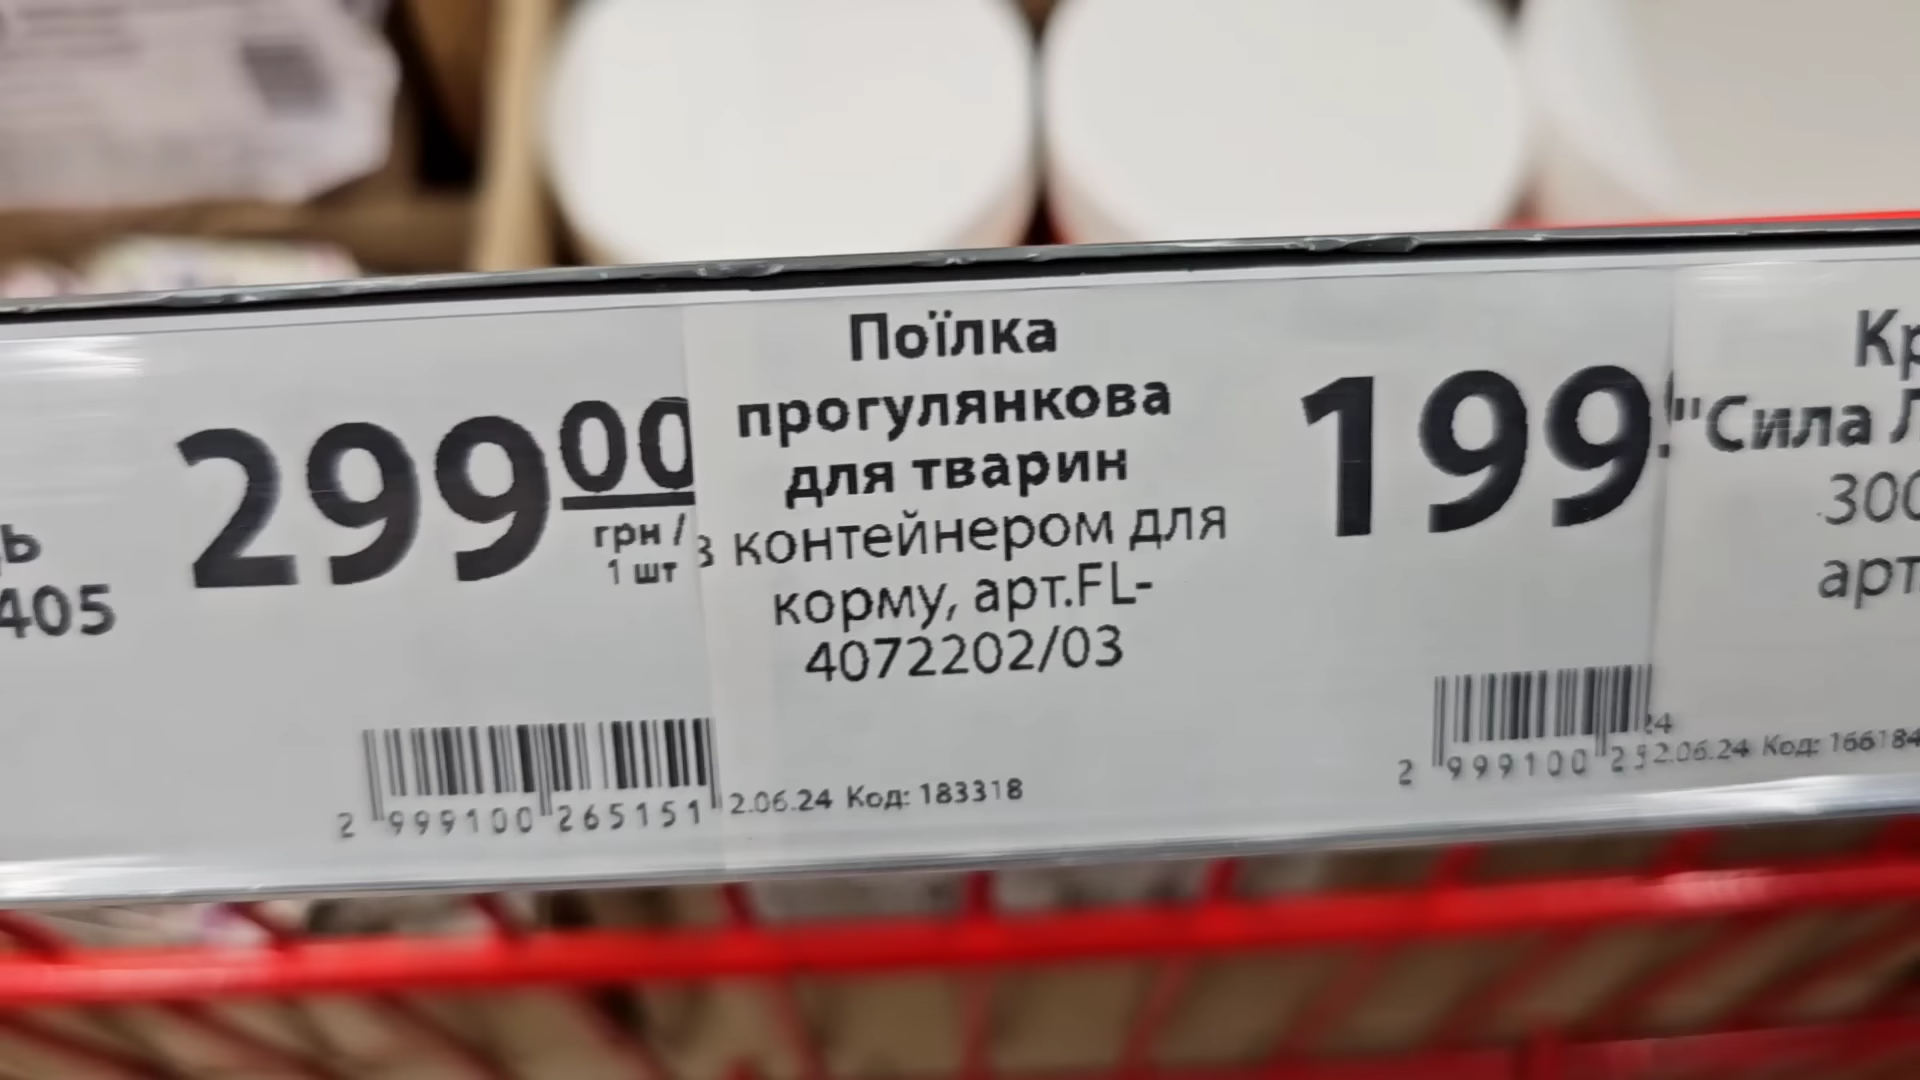 ь
405
299 00
грн /
1 шт
2 999100 265151
Поїлка
прогулянкова
для тварин
з контейнером для
корму, арт.FL-
4072202/03
2.06.24 Код: 183318
199
2 999100 2
"Сила
300
арт
2.06.24 Код: 166184